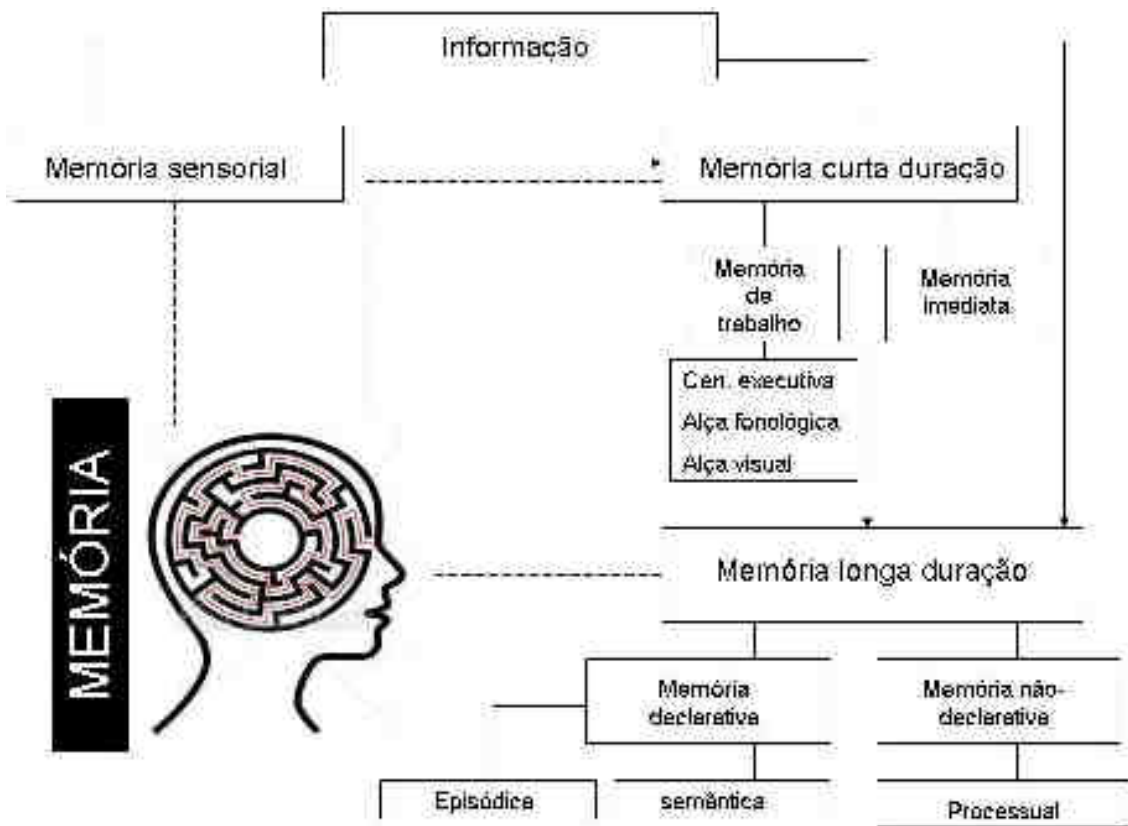 Informação
Memória sensorial
Memória curta duração
Memória
de
trabalho
Memória
imediata
Cen. executiva
Alça fonológica
Alça visual
MEMÓRIA
Memória longa duração
Memória
declarativa
Memória não-
declarativa
Episódica
semântica
Processual